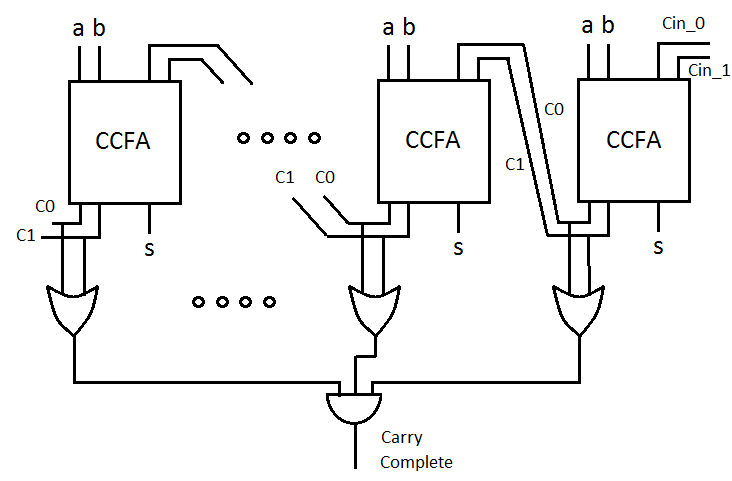 a b
a b
a b
Cin_0
Cin_1
CCFA
CCFA
CCFA
C0
C1
C1
C0
C0
C1
s
s
s
Carry
Complete